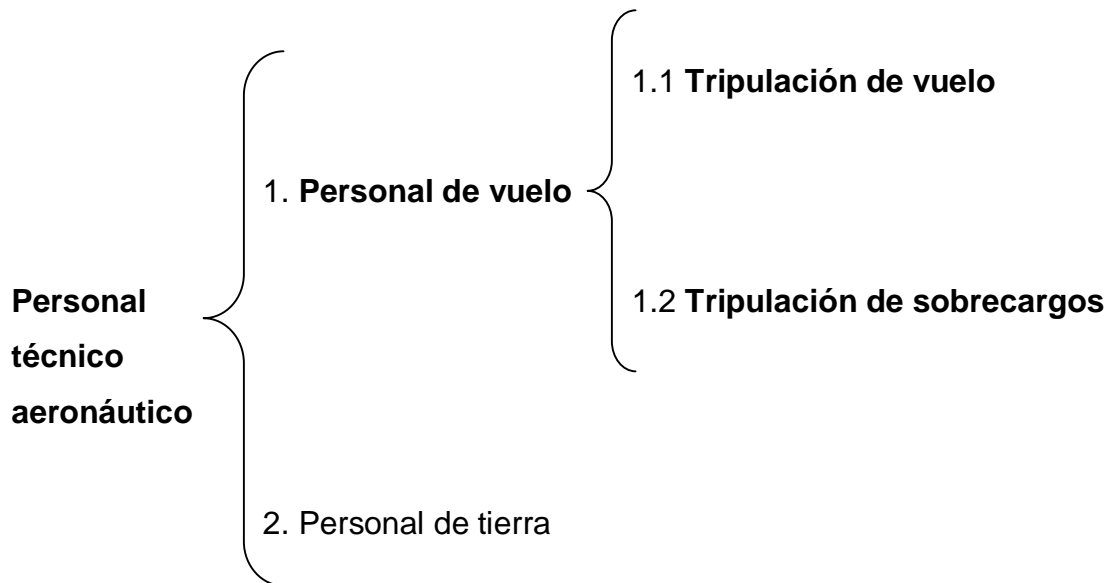 1.1 Tripulación de vuelo
1. Personal de vuelo
Personal
técnico
aeronáutico
1.2 Tripulación de sobrecargos
2. Personal de tierra